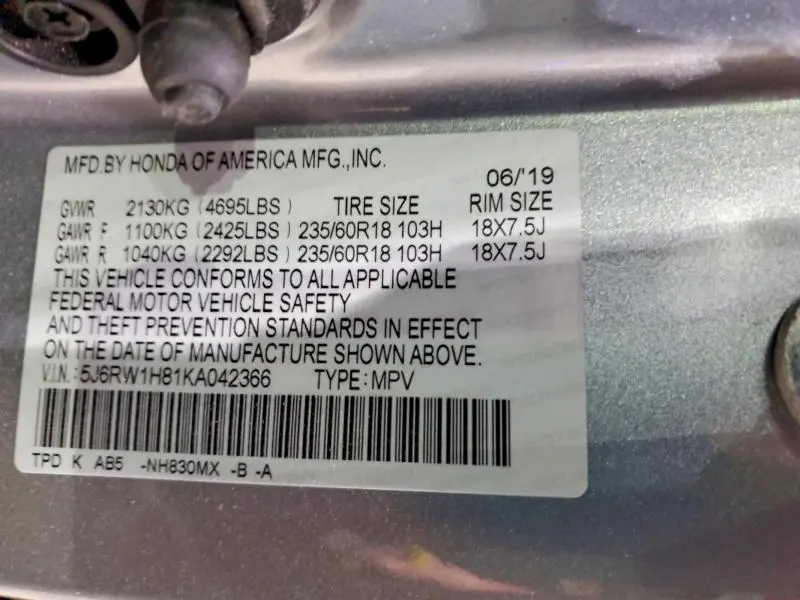 MFD.BY HONDA OF AMERICA MFG.,INC.
06/'19
GVWR 2130KG (4695LBS) TIRE SIZE RIM SIZE
GAWR F 1100KG (2425LBS) 235/60R18 103H 18X7.5J
GAWR R 1040KG (2292LBS) 235/60R18 103H 18X7.5J
THIS VEHICLE CONFORMS TO ALL APPLICABLE
FEDERAL MOTOR VEHICLE SAFETY
AND THEFT PREVENTION STANDARDS IN EFFECT
ON THE DATE OF MANUFACTURE SHOWN ABOVE.
V.I.N.: 5J6RW1H81KA042366 TYPE: MPV
TPD K AB5 -NH830MX -B -A